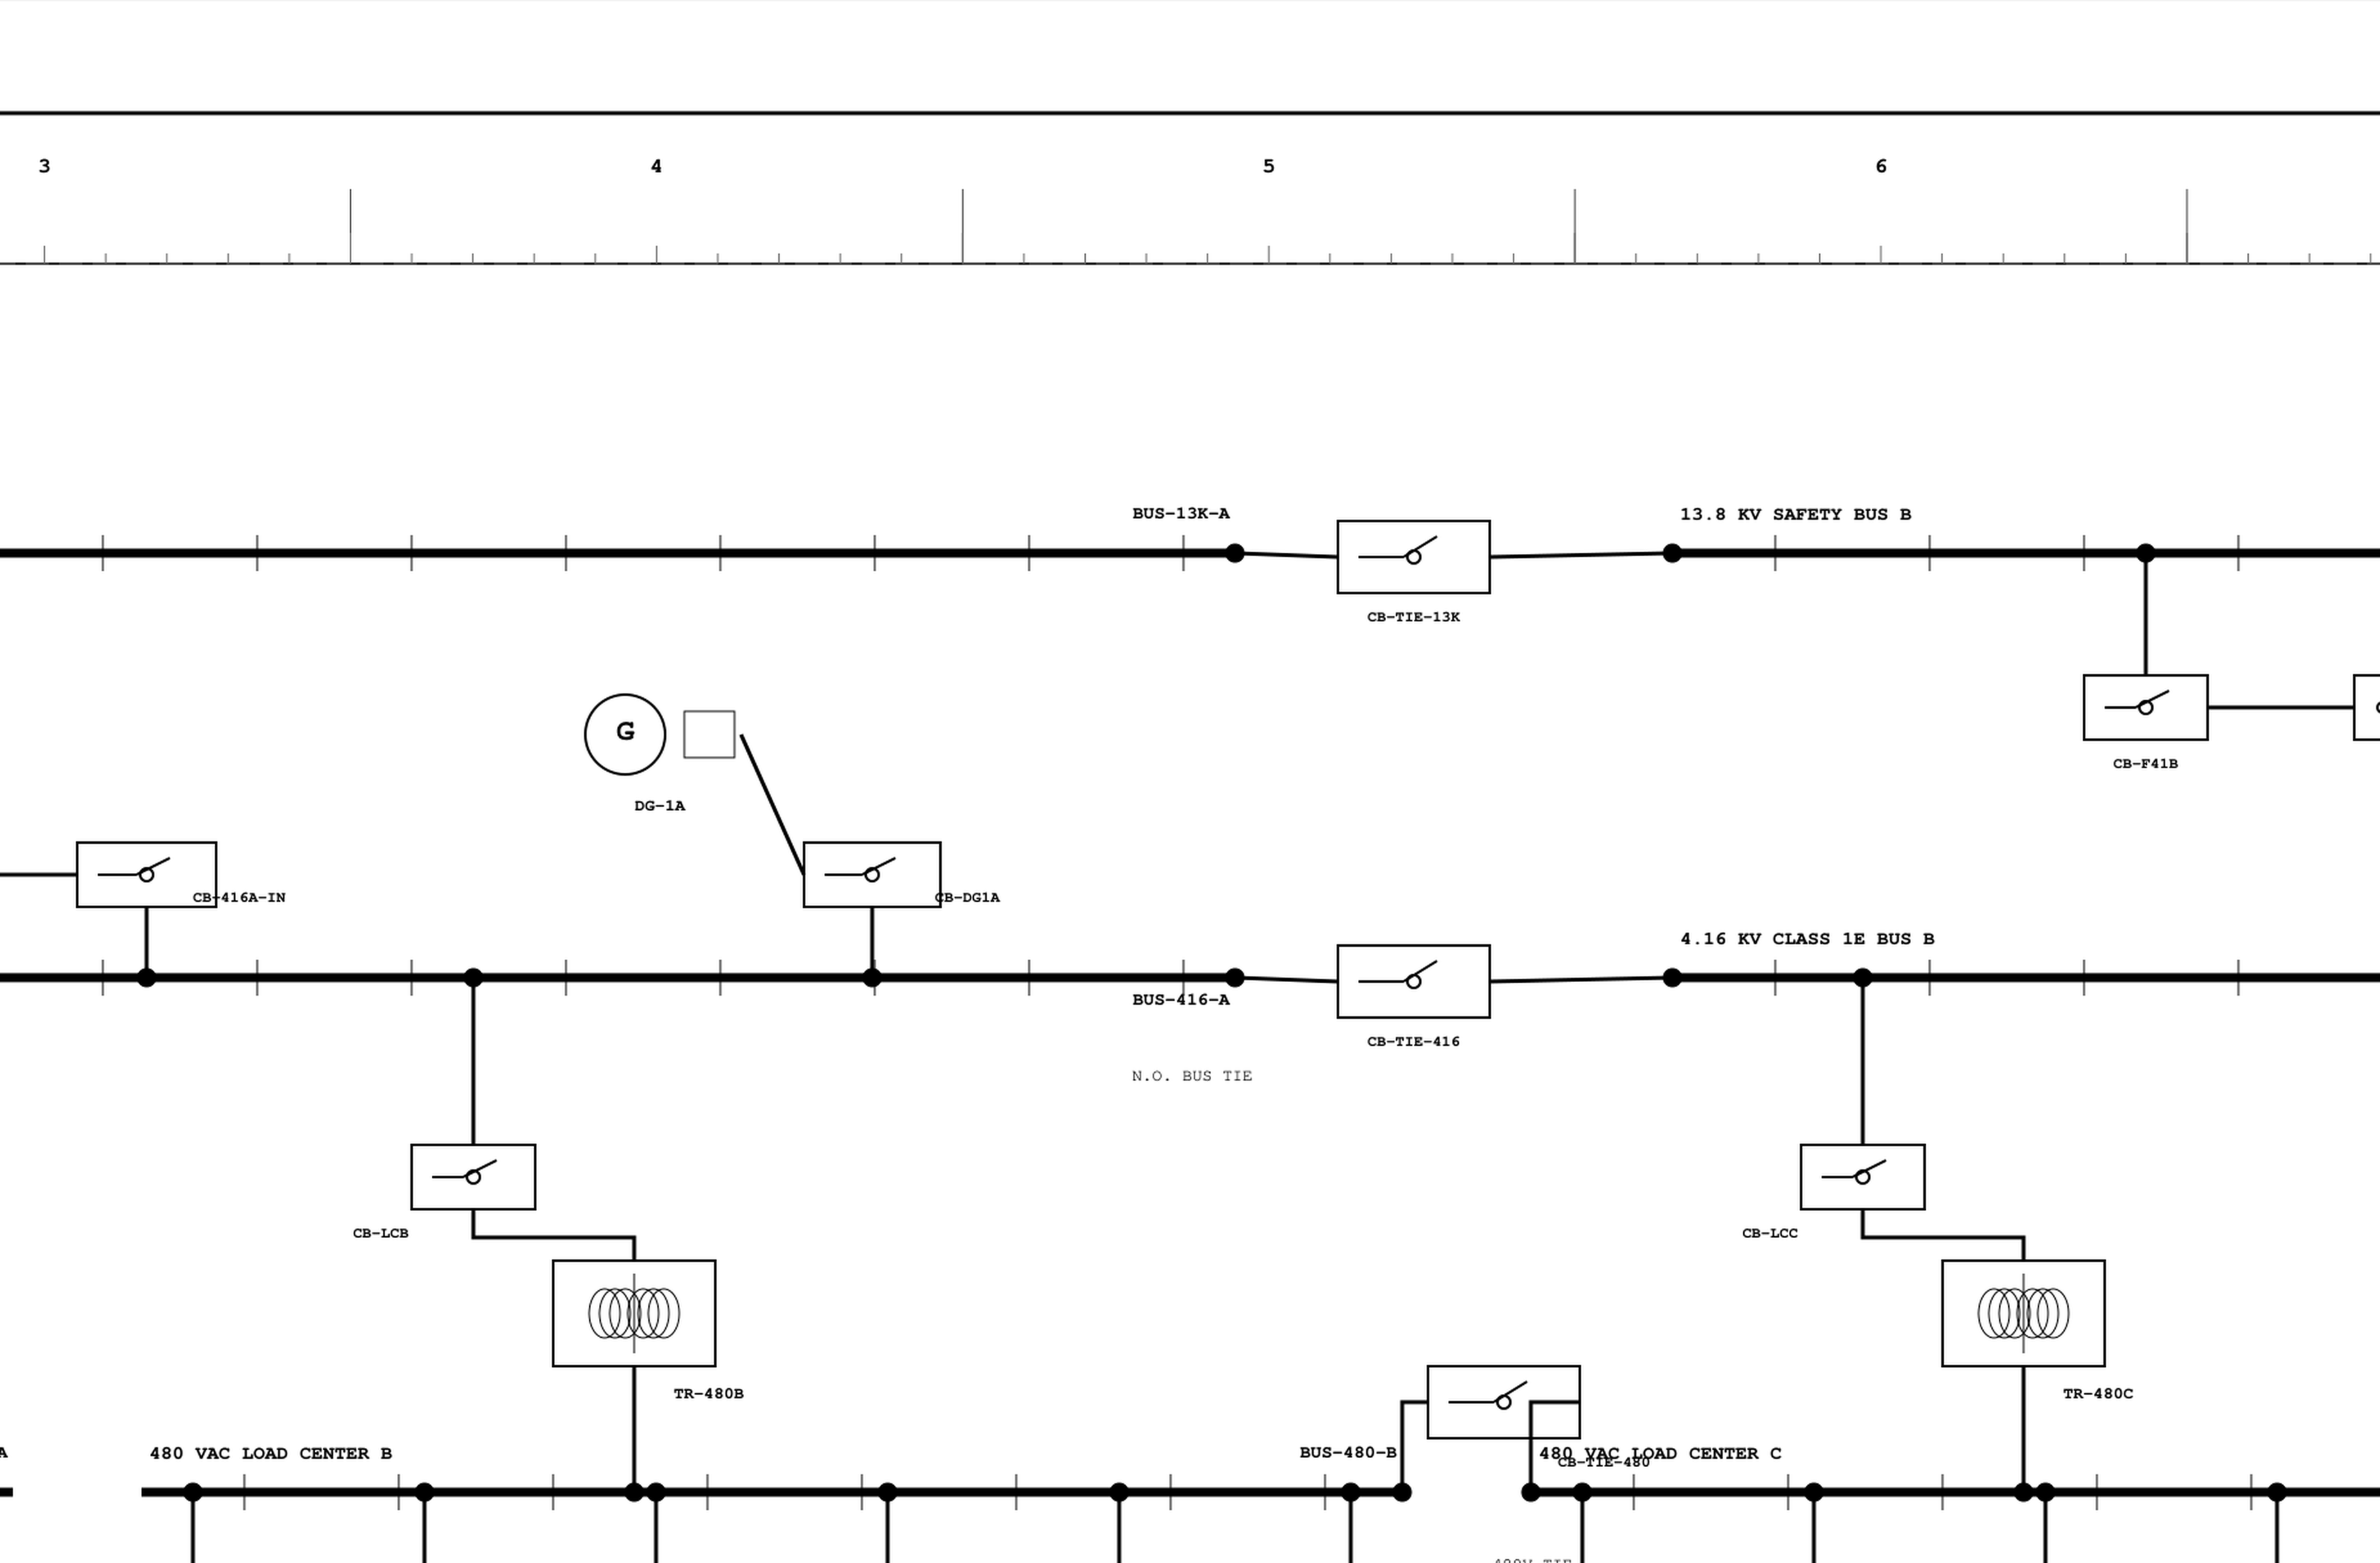 3 4 5 6
BUS-13K-A
13.8 KV SAFETY BUS B
CB-TIE-13K
G
DG-1A
CB-F41B
CB-416A-IN
CB-DG1A
4.16 KV CLASS 1E BUS B
BUS-416-A
CB-TIE-416
N.O. BUS TIE
CB-LCB
CB-LCC
TR-480B
TR-480C
A
480 VAC LOAD CENTER B
BUS-480-B
480 VAC LOAD CENTER C
CB-TIE-480
480V TIE